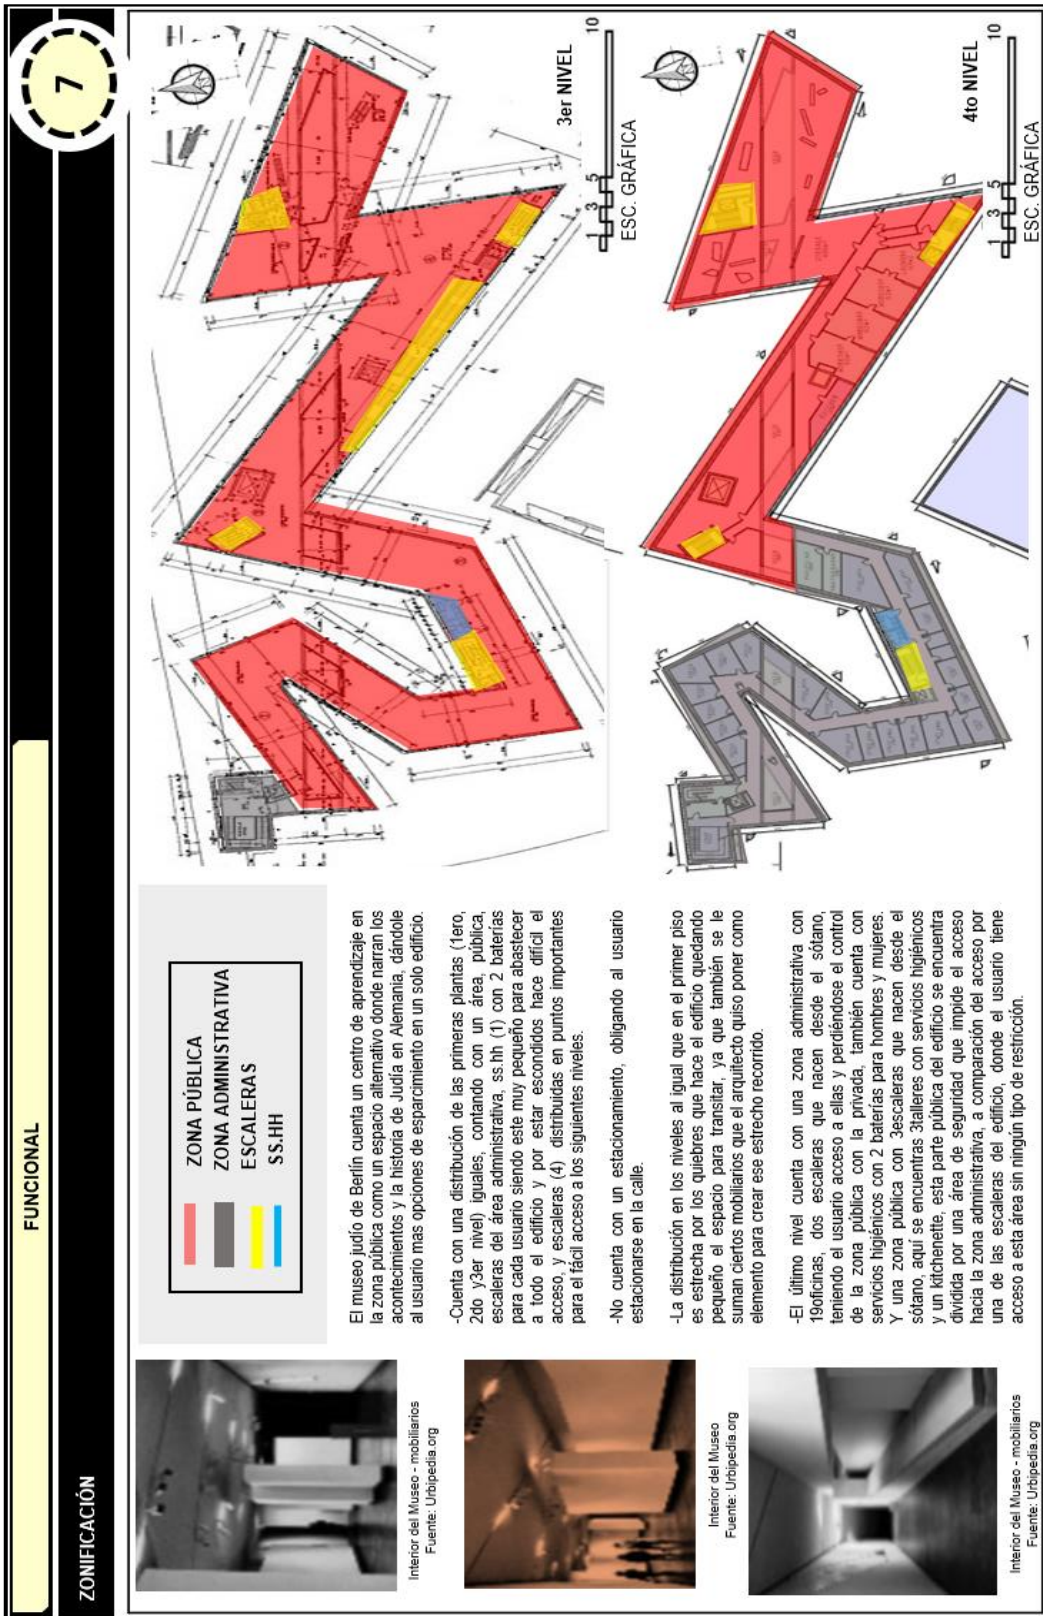 FUNCIONAL
7
ZONIFICACIÓN
Interior del Museo - mobiliarios
Fuente: Urbipedia.org
Interior del Museo
Fuente: Urbipedia.org
Interior del Museo - mobiliarios
Fuente: Urbipedia.org
ZONA PÚBLICA
ZONA ADMINISTRATIVA
ESCALERAS
SS.HH
El museo judío de Berlín cuenta un centro de aprendizaje en
la zona pública como un espacio alternativo donde narran los
acontecimientos y la historia de Judía en Alemania, dándole
al usuario mas opciones de esparcimiento en un solo edificio.
-Cuenta con una distribución de las primeras plantas (1ero,
2do y3er nivel) iguales, contando con un área, pública,
escaleras del área administrativa, ss.hh (1) con 2 baterías
para cada usuario siendo este muy pequeño para abastecer
a todo el edificio y por estar escondidos hace difícil el
acceso, y escaleras (4) distribuidas en puntos importantes
para el fácil acceso a los siguientes niveles.
-No cuenta con un estacionamiento, obligando al usuario
estacionarse en la calle.
-La distribución en los niveles al igual que en el primer piso
es estrecha por los quiebres que hace el edificio quedando
pequeño el espacio para transitar, ya que también se le
suman ciertos mobiliarios que el arquitecto quiso poner como
elemento para crear ese estrecho recorrido.
-El último nivel cuenta con una zona administrativa con
19oficinas, dos escaleras que nacen desde el sótano,
teniendo el usuario acceso a ellas y perdiéndose el control
de la zona pública con la privada, también cuenta con
servicios higiénicos con 2 baterías para hombres y mujeres.
Y una zona pública con 3escaleras que nacen desde el
sótano, aquí se encuentras 3talleres con servicios higiénicos
y un kitchenette, esta parte pública del edificio se encuentra
dividida por una área de seguridad que impide el acceso
hacia la zona administrativa, a comparación del acceso por
una de las escaleras del edificio, donde el usuario tiene
acceso a esta área sin ningún tipo de restricción.
3er NIVEL
1 3 5 10
ESC. GRÁFICA
4to NIVEL
1 3 5 10
ESC. GRÁFICA